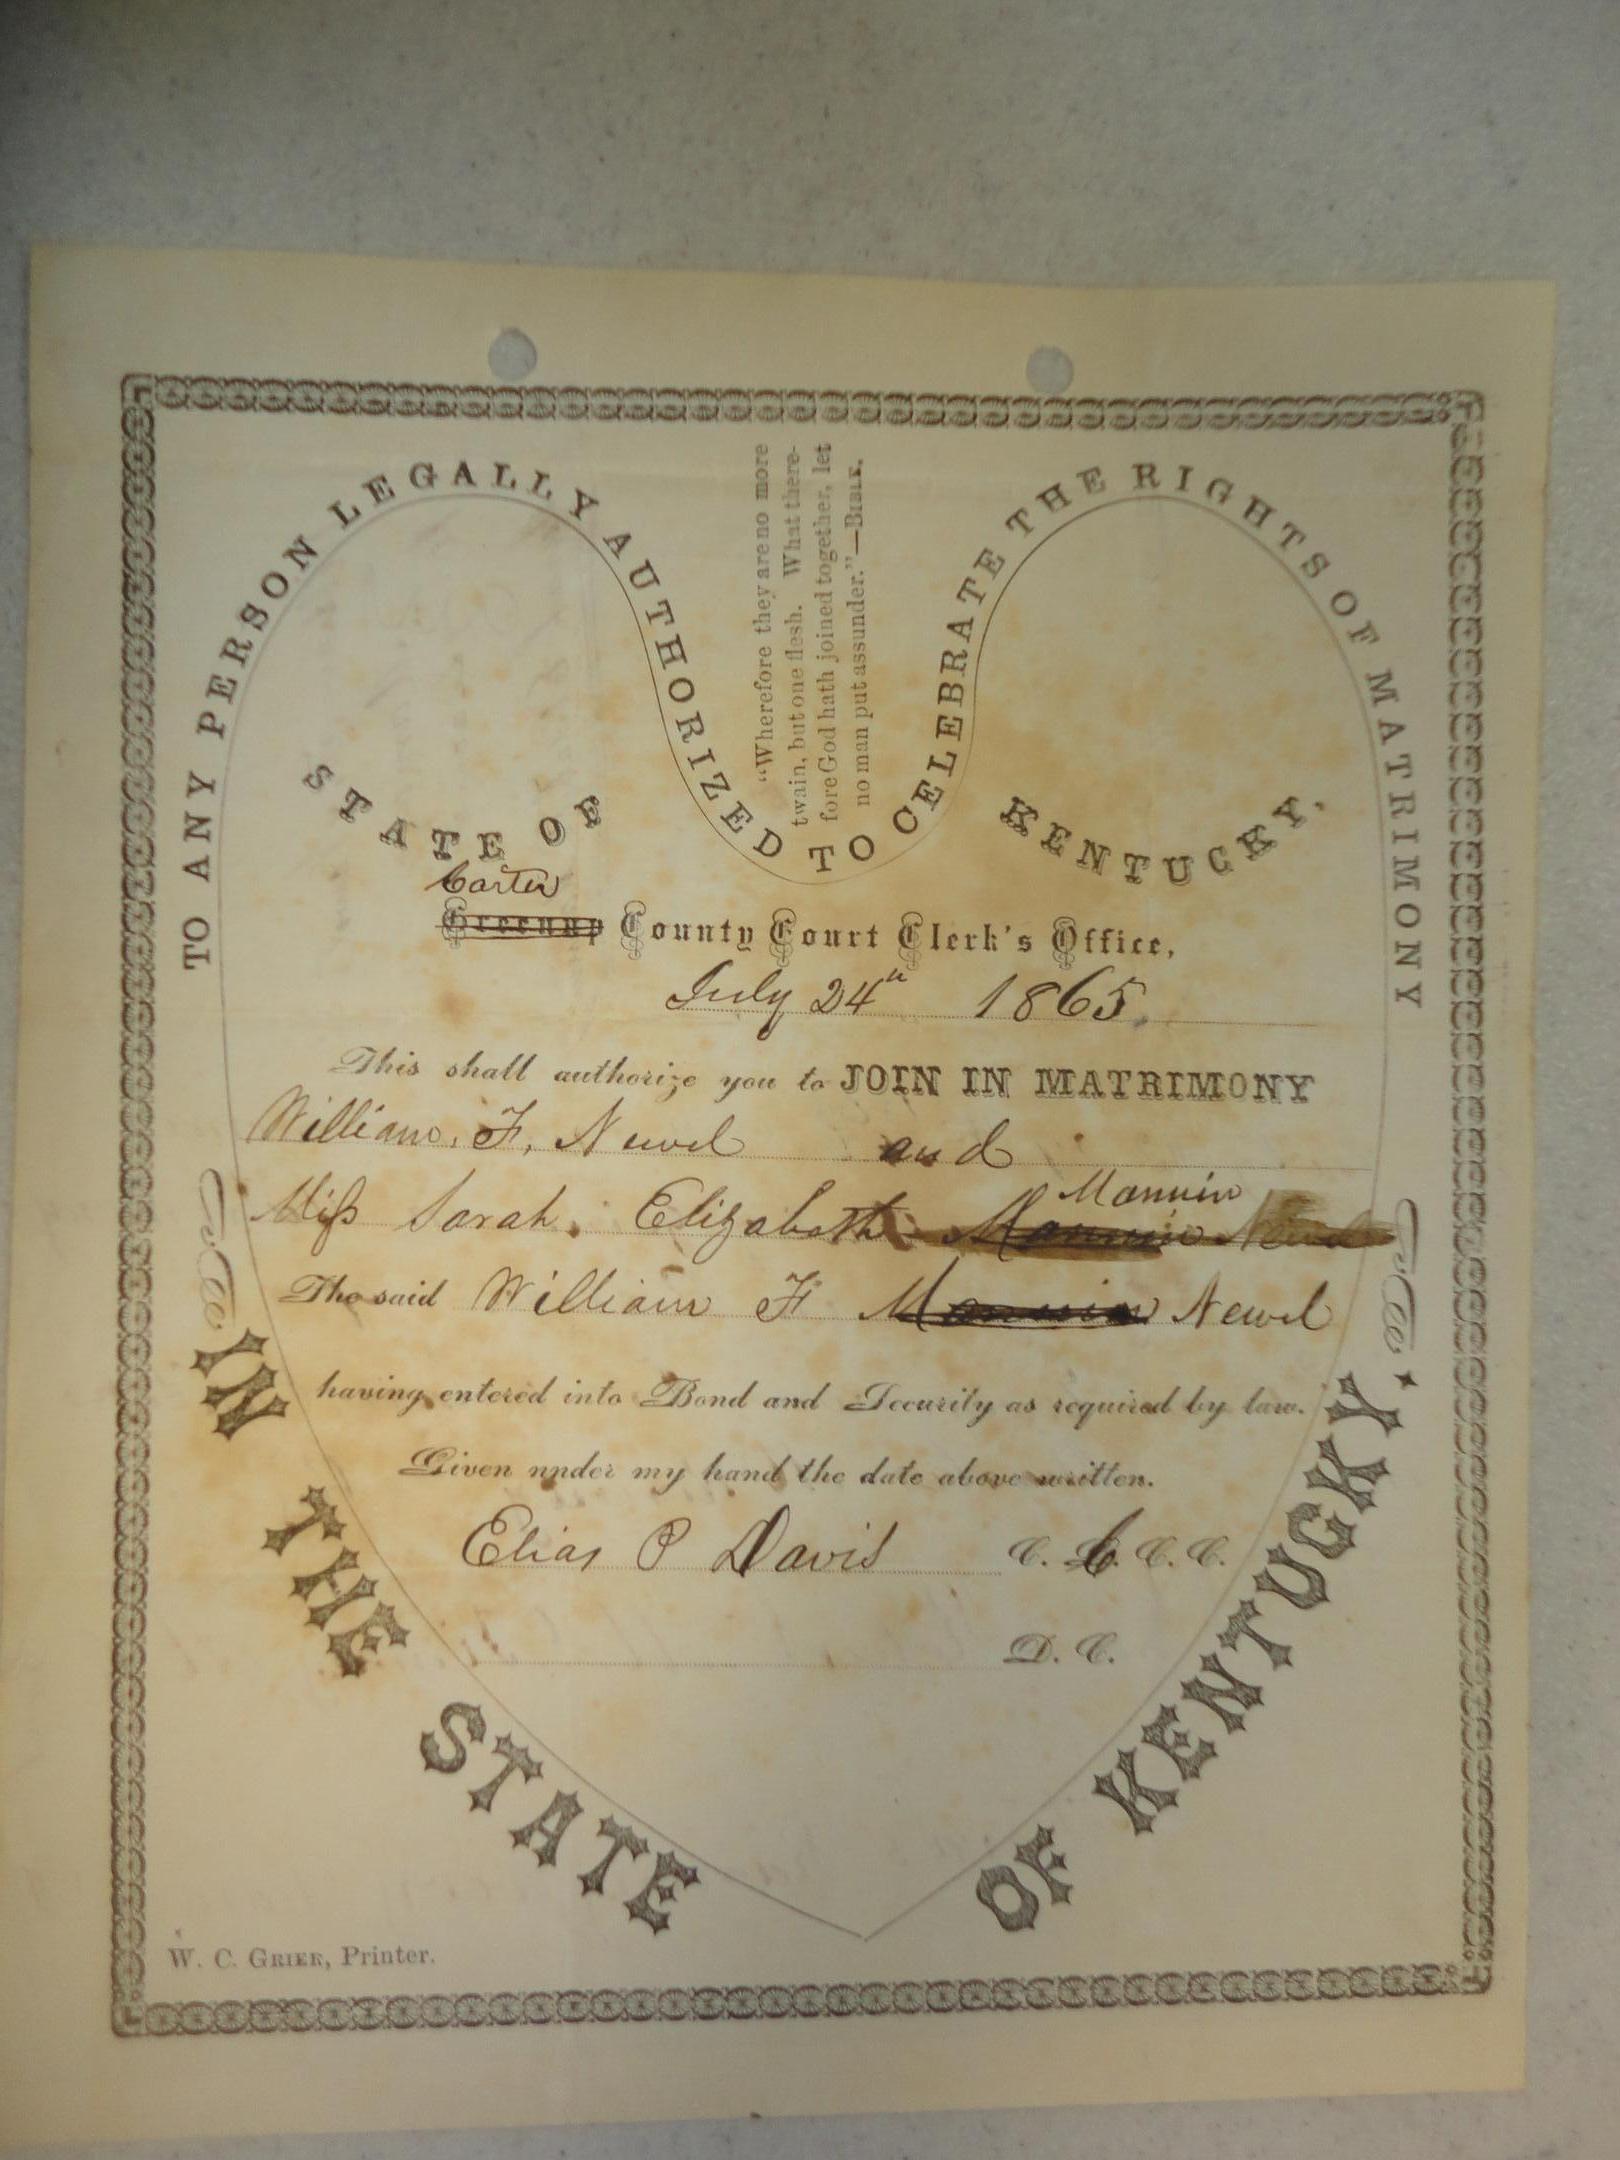 TO ANY PERSON LEGALLY AUTHORIZED TO CELEBRATE THE RIGHTS OF MATRIMONY
"Wherefore they are no more
twain, but one flesh. What there-
fore God hath joined together, let
no man put assunder."—BIBLE.
STATE OF KENTUCKY.
Carter
Greenup County Court Clerk's Office,
July 24th 1865.
This shall authorize you to JOIN IN MATRIMONY
William. F. Newel and
Mannin
Miss Sarah. Elizabeth Mannin Newel
The said William F Mannin Newel
having entered into Bond and Security as required by law.
Given nnder my hand the date above written.
Elias P Davis C. C. C. C.
D. C.
IN THE STATE OF KENTUCKY.
W. C. GRIER, Printer.